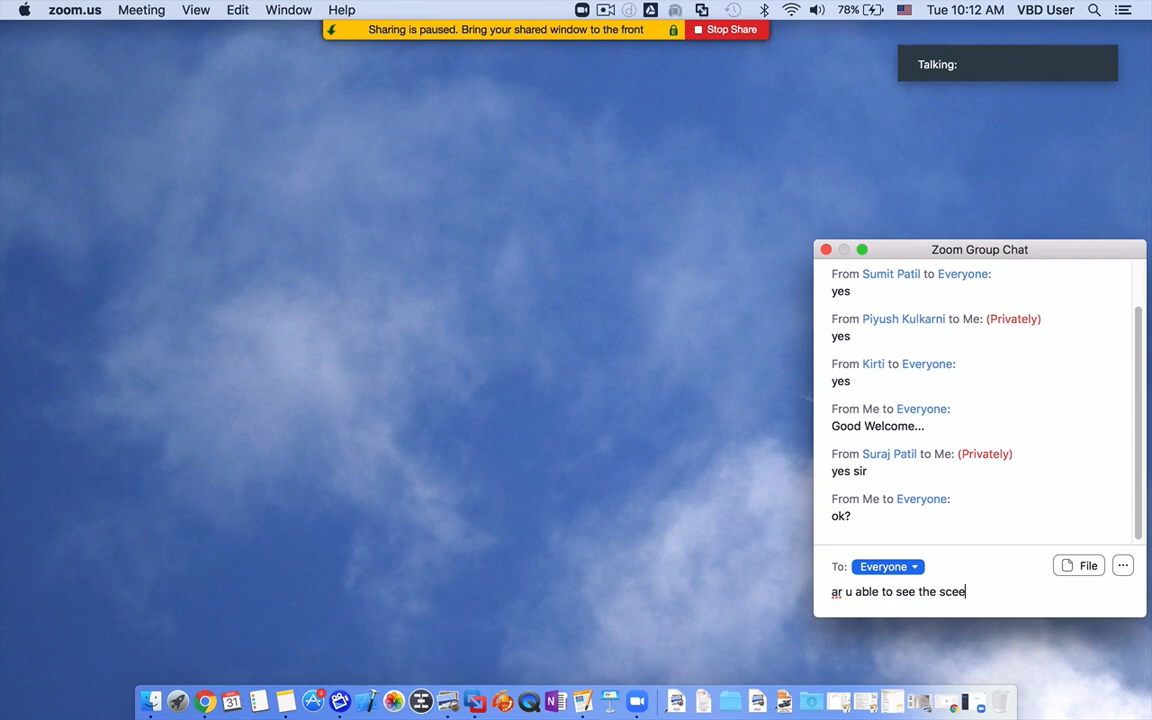 zoom.us Meeting View Edit Window Help 78% Tue 10:12 AM VBD User
Sharing is paused. Bring your shared window to the front Stop Share
Talking:
Zoom Group Chat
From Sumit Patil to Everyone:
yes
From Piyush Kulkarni to Me: (Privately)
yes
From Kirti to Everyone:
yes
From Me to Everyone:
Good Welcome...
From Suraj Patil to Me: (Privately)
yes sir
From Me to Everyone:
ok?
To: Everyone File
ar u able to see the scee
31
3